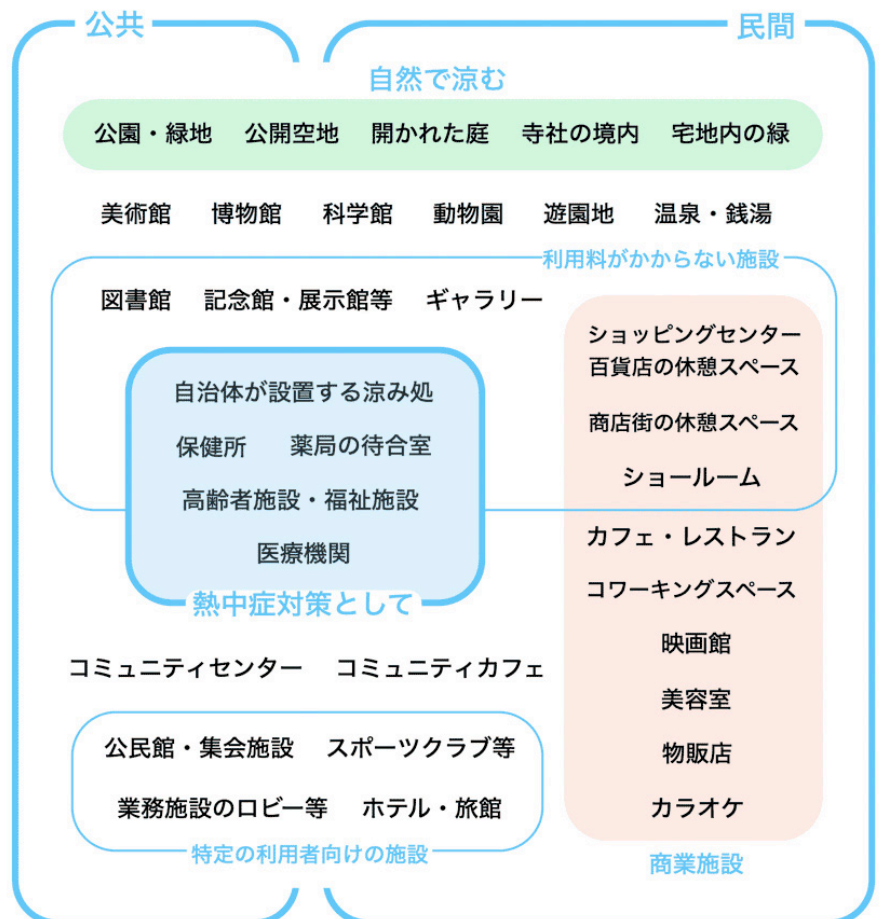 公共 民間
自然で涼む
公園・緑地 公開空地 開かれた庭 寺社の境内 宅地内の緑
美術館 博物館 科学館 動物園 遊園地 温泉・銭湯
利用料がかからない施設
図書館 記念館・展示館等 ギャラリー
ショッピングセンター
百貨店の休憩スペース
商店街の休憩スペース
ショールーム
自治体が設置する涼み処
保健所 薬局の待合室
高齢者施設・福祉施設
医療機関
熱中症対策として
カフェ・レストラン
コワーキングスペース
映画館
美容室
物販店
カラオケ
商業施設
コミュニティセンター コミュニティカフェ
公民館・集会施設 スポーツクラブ等
業務施設のロビー等 ホテル・旅館
特定の利用者向けの施設